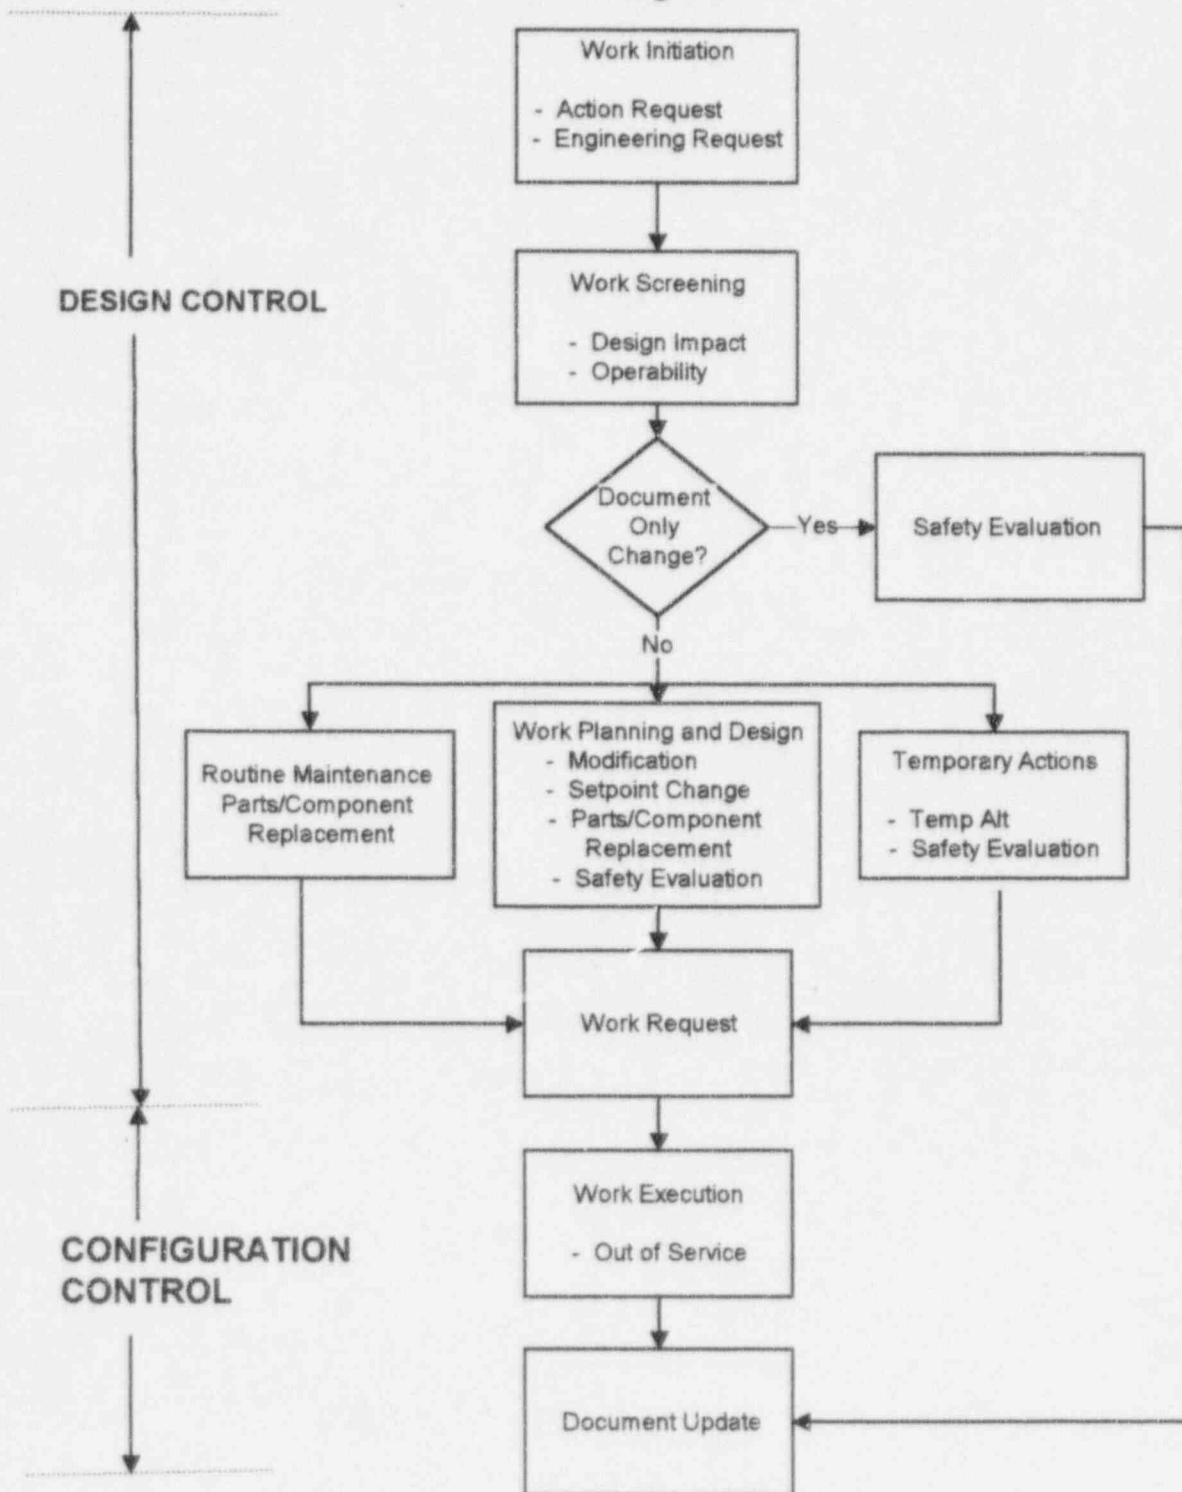 Work Initiation
- Action Request
- Engineering Request
DESIGN CONTROL
Work Screening
- Design Impact
- Operability
Document
Only
Change?
Yes
Safety Evaluation
No
Routine Maintenance
Parts/Component
Replacement
Work Planning and Design
- Modification
- Setpoint Change
- Parts/Component
Replacement
- Safety Evaluation
Temporary Actions
- Temp Alt
- Safety Evaluation
Work Request
CONFIGURATION
CONTROL
Work Execution
- Out of Service
Document Update